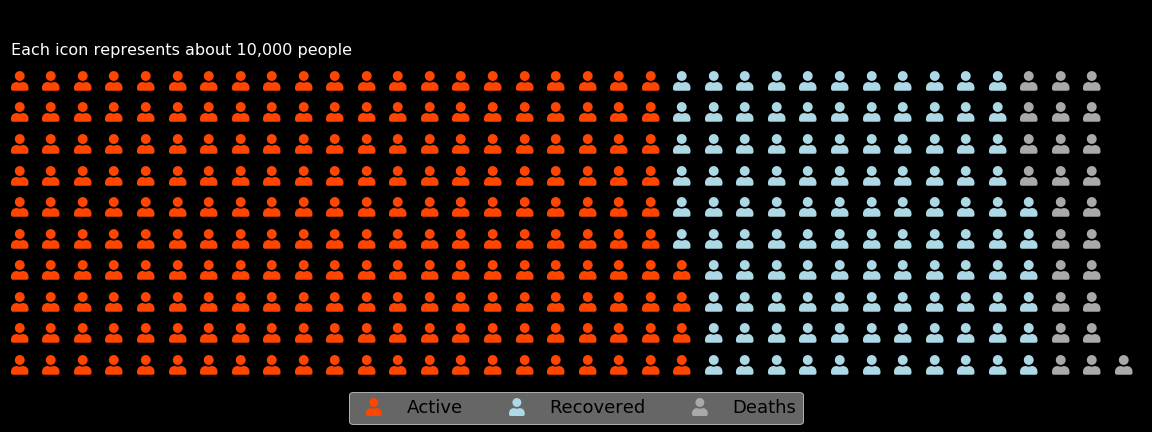 Each icon represents about 10,000 people
Active Recovered Deaths